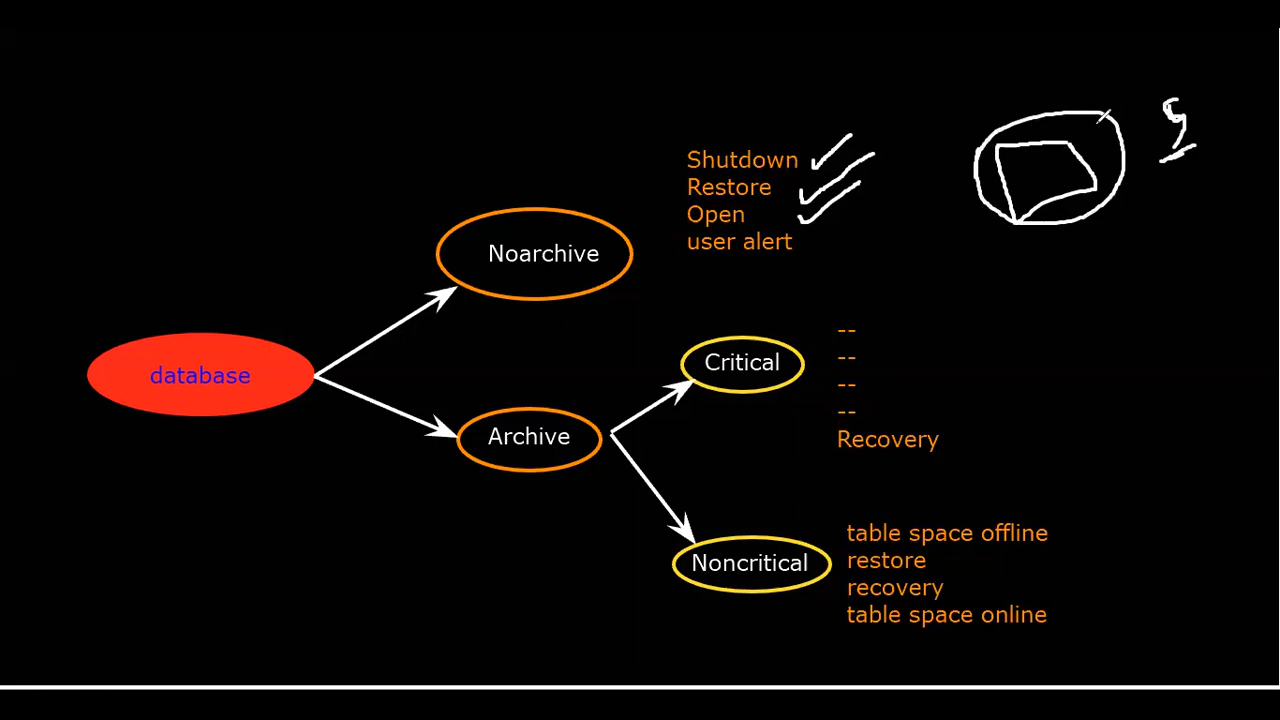 Shutdown
Restore
Open
user alert
Noarchive
database
Archive
Critical
--
--
--
--
Recovery
Noncritical
table space offline
restore
recovery
table space online